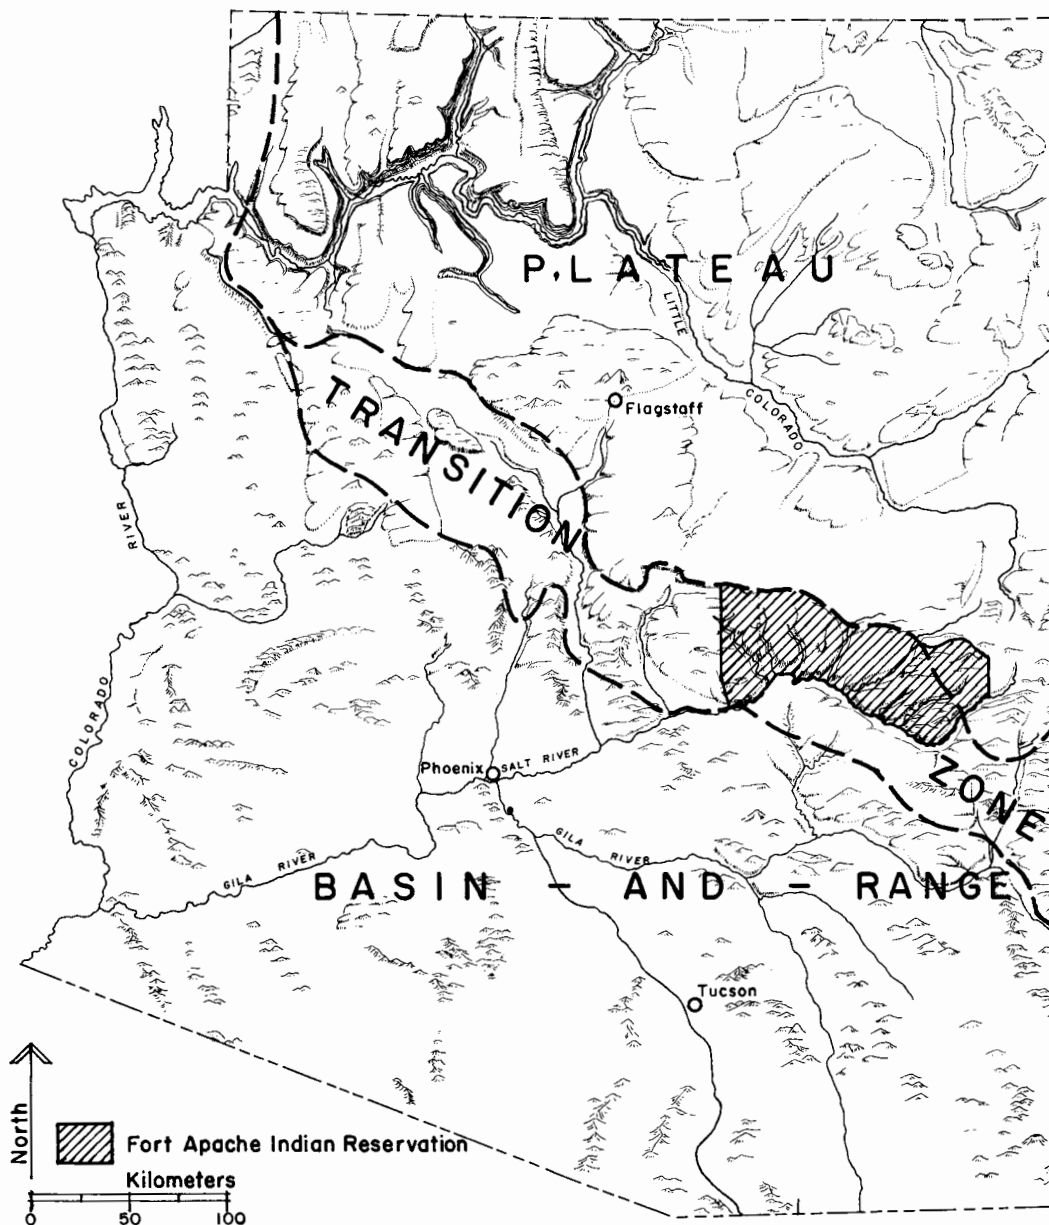 PLATEAU
LITTLE
COLORADO
Flagstaff
TRANSITION
RIVER
COLORADO
Phoenix
SALT RIVER
ZONE
GILA RIVER
GILA RIVER
BASIN - AND - RANGE
Tucson
North
Fort Apache Indian Reservation
Kilometers
0 50 100